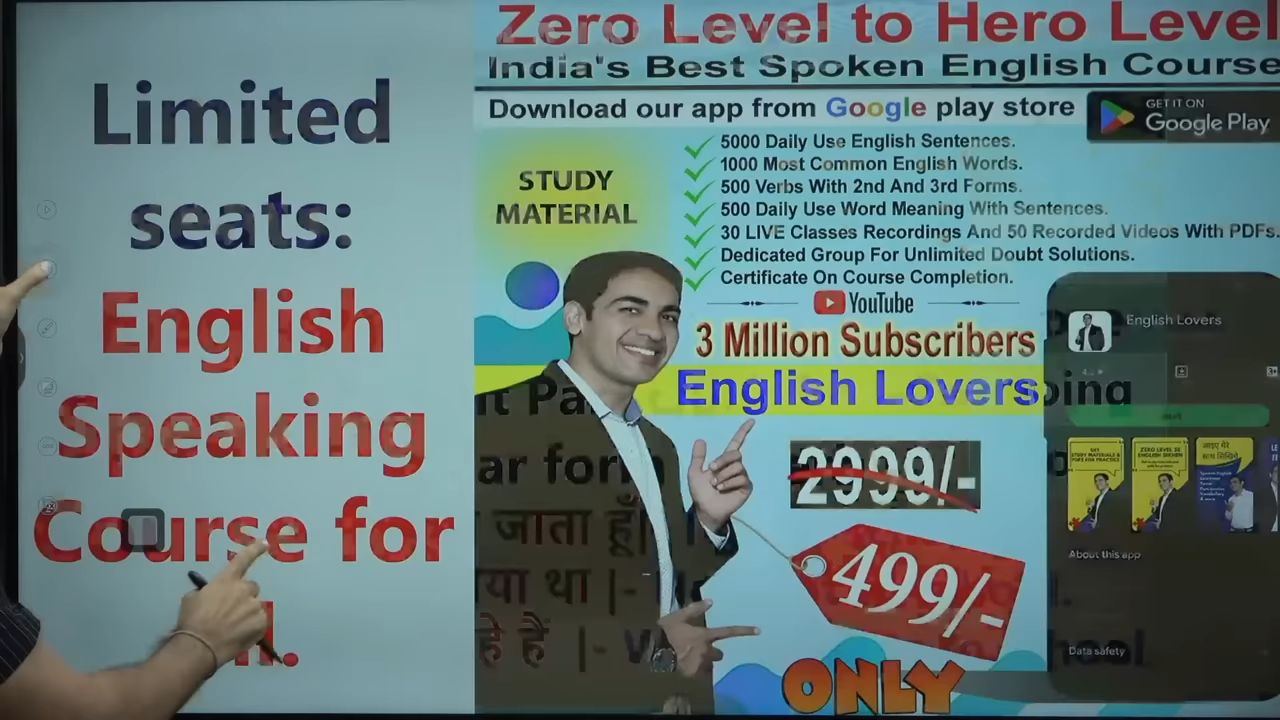 Limited
seats:
English
Speaking
Course for
Zero Level to Hero Level
India's Best Spoken English Course
Download our app from Google play store
GET IT ON
Google Play
STUDY
MATERIAL
5000 Daily Use English Sentences.
1000 Most Common English Words.
500 Verbs With 2nd And 3rd Forms.
500 Daily Use Word Meaning With Sentences.
30 LIVE Classes Recordings And 50 Recorded Videos With PDFs.
Dedicated Group For Unlimited Doubt Solutions.
Certificate On Course Completion.
YouTube
3 Million Subscribers
English Lovers
2999/-
499/-
ONLY
English Lovers
About this app
Data safety
जाता हूँ|
था |-
हैं |-